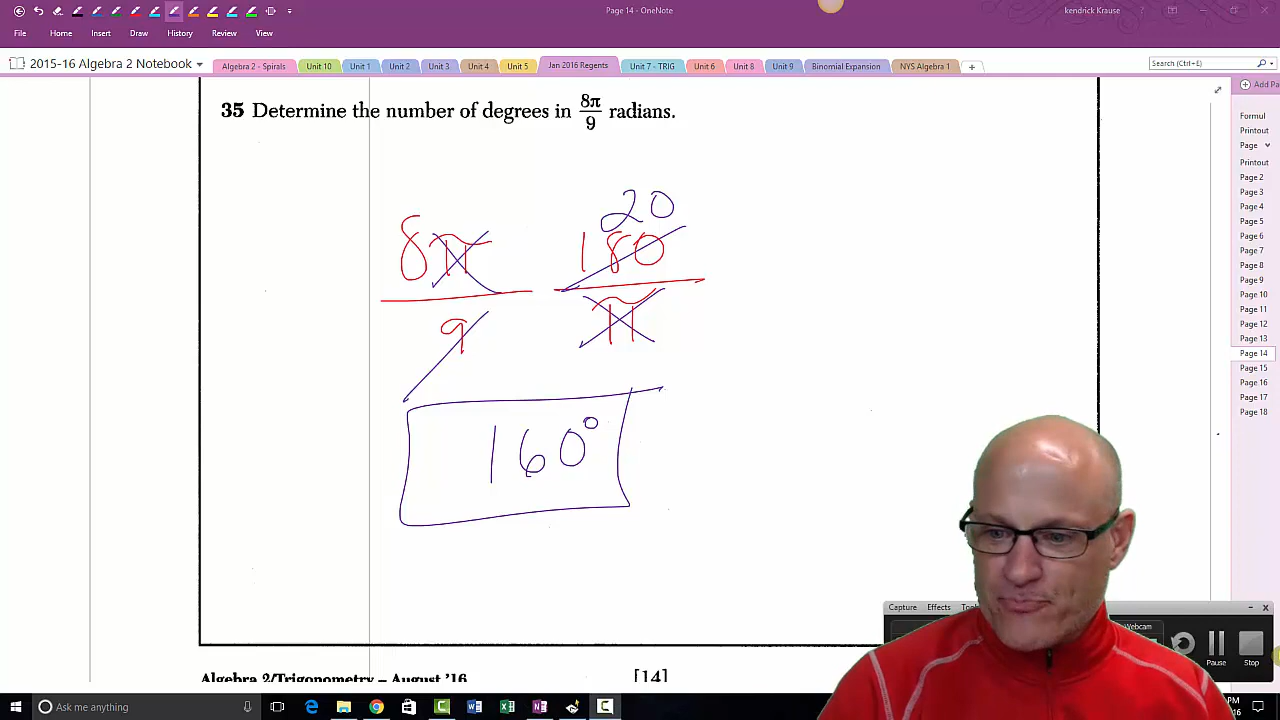 Page 14 - OneNote
kendrick Krause
File Home Insert Draw History Review View
2015-16 Algebra 2 Notebook
Algebra 2 - Spirals Unit 10 Unit 1 Unit 2 Unit 3 Unit 4 Unit 5 Jan 2016 Regents Unit 7 - TRIG Unit 6 Unit 8 Unit 9 Binomial Expansion NYS Algebra 1
Search (Ctrl+E)
Add Pa
Formul
Printout
Page
Printout
Page 2
Page 3
Page 4
Page 5
Page 6
Page 7
Page 8
Page 9
Page 10
Page 11
Page 12
Page 13
Page 14
Page 15
Page 16
Page 17
Page 18
35 Determine the number of degrees in 8π/9 radians.
20
8π 180
9 π
160°
Capture Effects
Webcam
Pause Stop
Algebra 2/Trigonometry – August '16 [14]
Ask me anything